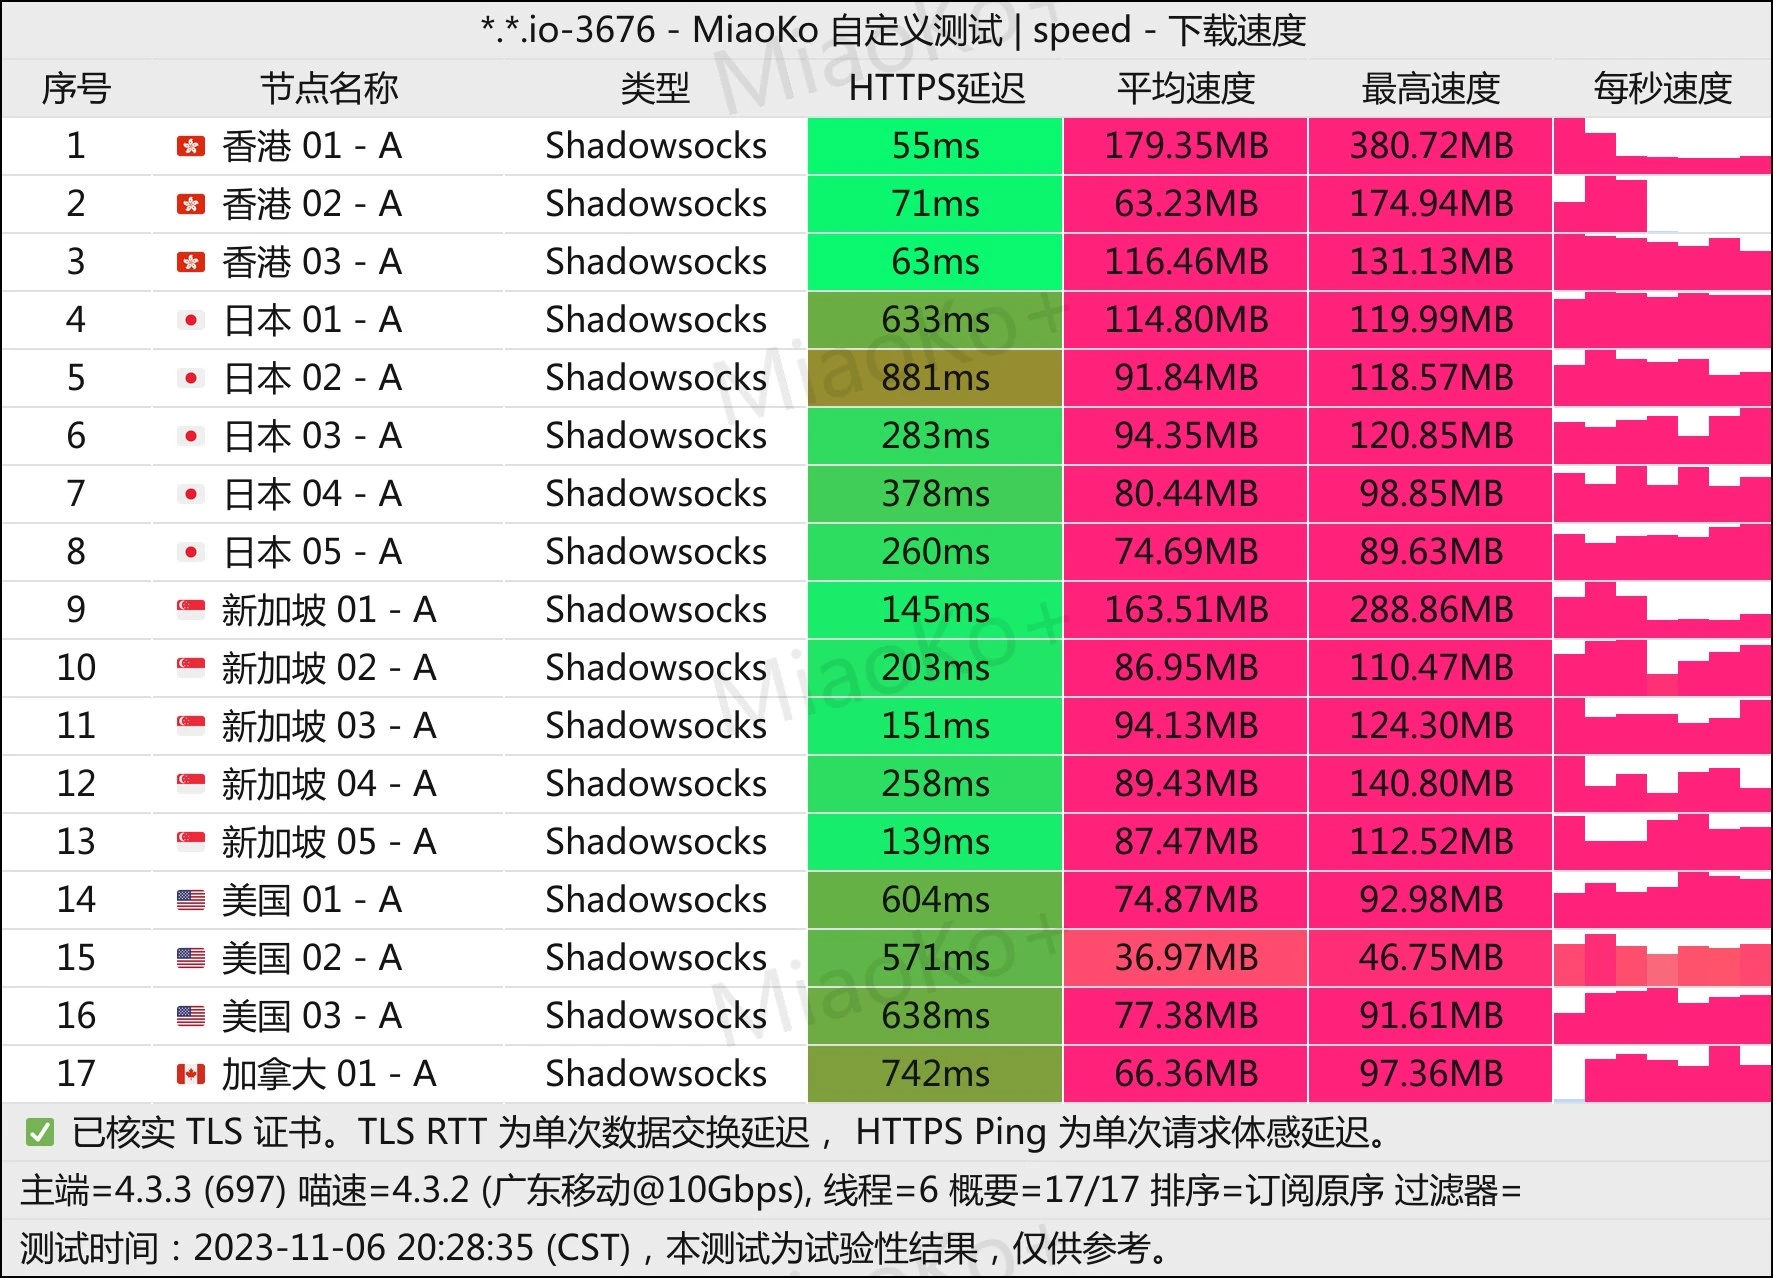 *.*.io-3676 - MiaoKo 自定义测试 | speed - 下载速度
序号 节点名称 类型 HTTPS延迟 平均速度 最高速度 每秒速度
1 香港 01 - A Shadowsocks 55ms 179.35MB 380.72MB
2 香港 02 - A Shadowsocks 71ms 63.23MB 174.94MB
3 香港 03 - A Shadowsocks 63ms 116.46MB 131.13MB
4 日本 01 - A Shadowsocks 633ms 114.80MB 119.99MB
5 日本 02 - A Shadowsocks 881ms 91.84MB 118.57MB
6 日本 03 - A Shadowsocks 283ms 94.35MB 120.85MB
7 日本 04 - A Shadowsocks 378ms 80.44MB 98.85MB
8 日本 05 - A Shadowsocks 260ms 74.69MB 89.63MB
9 新加坡 01 - A Shadowsocks 145ms 163.51MB 288.86MB
10 新加坡 02 - A Shadowsocks 203ms 86.95MB 110.47MB
11 新加坡 03 - A Shadowsocks 151ms 94.13MB 124.30MB
12 新加坡 04 - A Shadowsocks 258ms 89.43MB 140.80MB
13 新加坡 05 - A Shadowsocks 139ms 87.47MB 112.52MB
14 美国 01 - A Shadowsocks 604ms 74.87MB 92.98MB
15 美国 02 - A Shadowsocks 571ms 36.97MB 46.75MB
16 美国 03 - A Shadowsocks 638ms 77.38MB 91.61MB
17 加拿大 01 - A Shadowsocks 742ms 66.36MB 97.36MB
✅ 已核实 TLS 证书。TLS RTT 为单次数据交换延迟，HTTPS Ping 为单次请求体感延迟。
主端=4.3.3 (697) 喵速=4.3.2 (广东移动@10Gbps), 线程=6 概要=17/17 排序=订阅原序 过滤器=
测试时间：2023-11-06 20:28:35 (CST)，本测试为试验性结果，仅供参考。
MiaoKo+
MiaoKo+
MiaoKo+
MiaoKo+